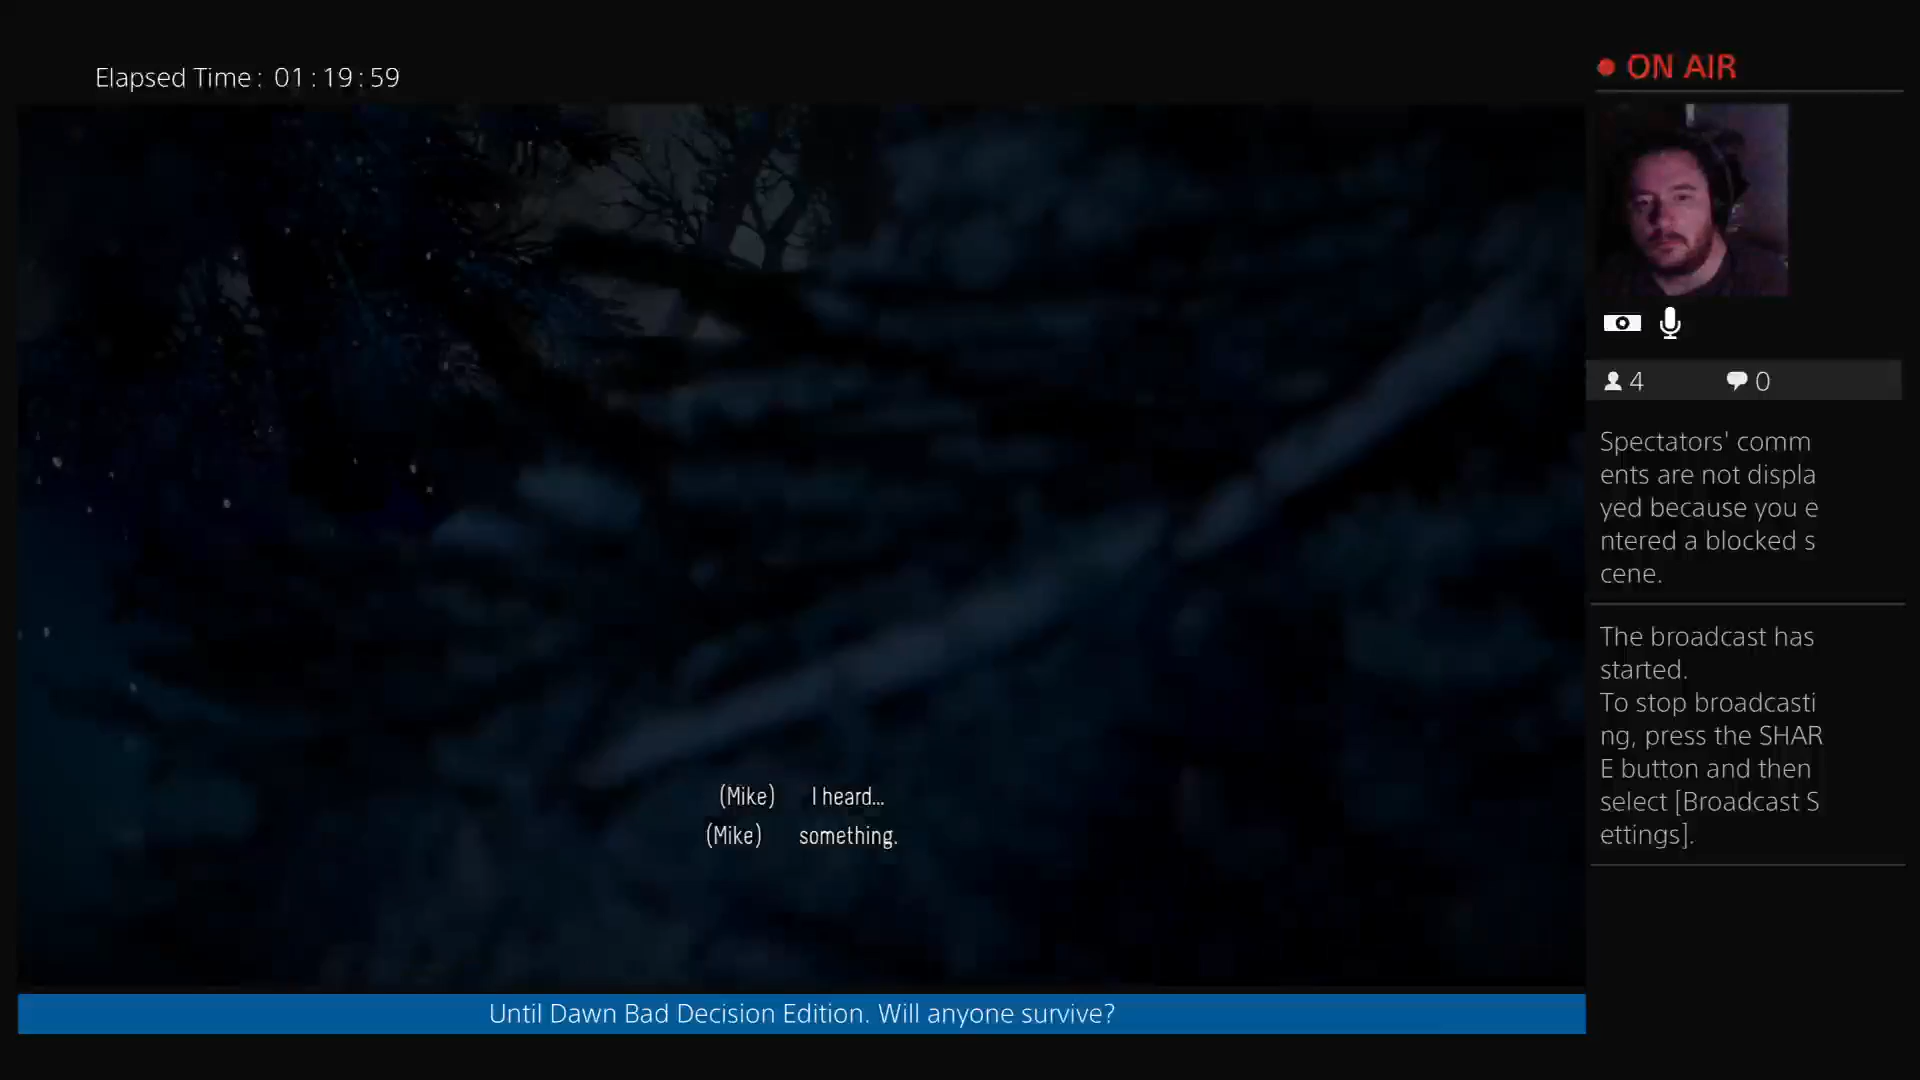 Elapsed Time: 01:19:59
ON AIR
4 0
Spectators' comm
ents are not displa
yed because you e
ntered a blocked s
cene.
The broadcast has
started.
To stop broadcasti
ng, press the SHAR
E button and then
select [Broadcast S
ettings].
(Mike) I heard...
(Mike) something.
Until Dawn Bad Decision Edition. Will anyone survive?